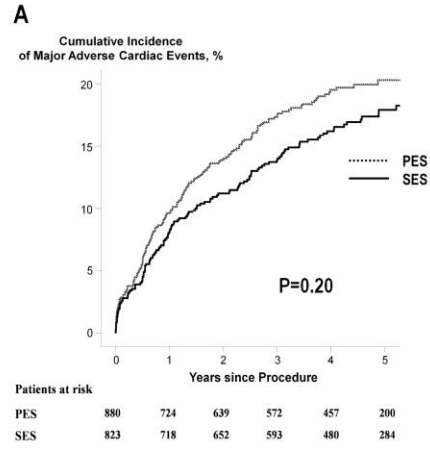 A
Cumulative Incidence
of Major Adverse Cardiac Events, %
20
15
10
5
0
PES
SES
P=0.20
0 1 2 3 4 5
Years since Procedure
Patients at risk
PES 880 724 639 572 457 200
SES 823 718 652 593 480 284